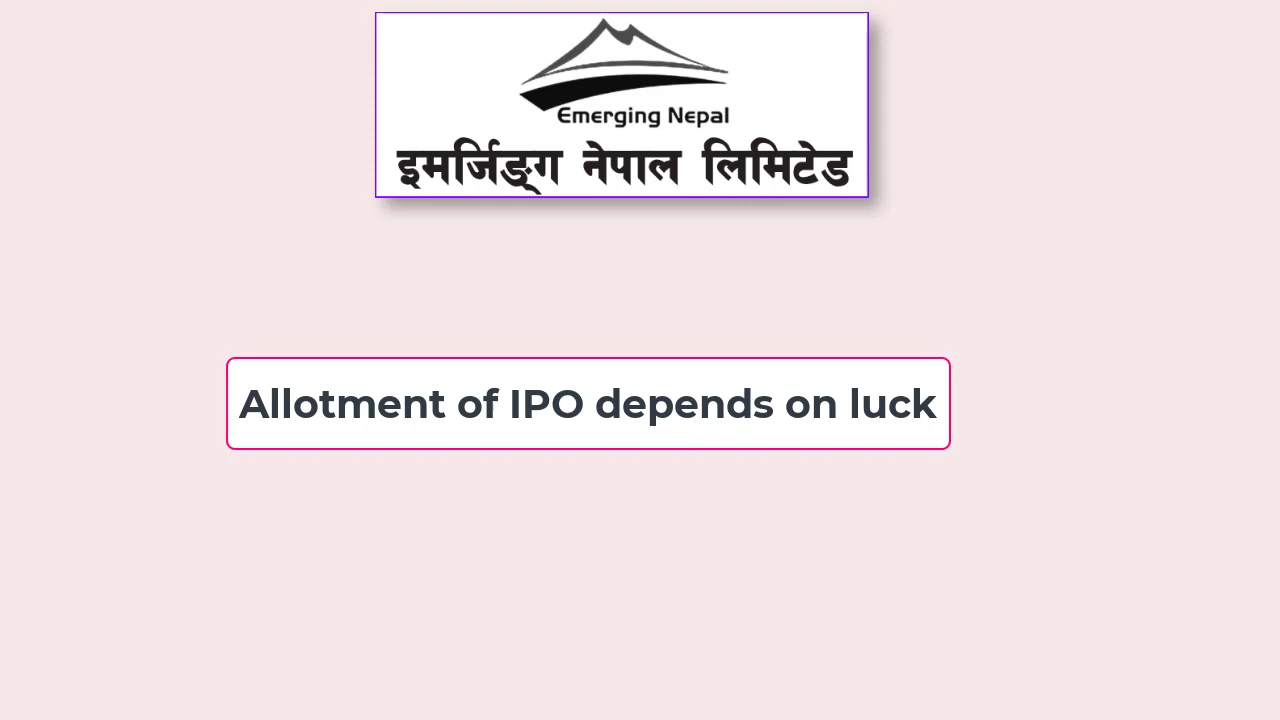 Emerging Nepal
इमर्जिङ्ग नेपाल लिमिटेड
Allotment of IPO depends on luck